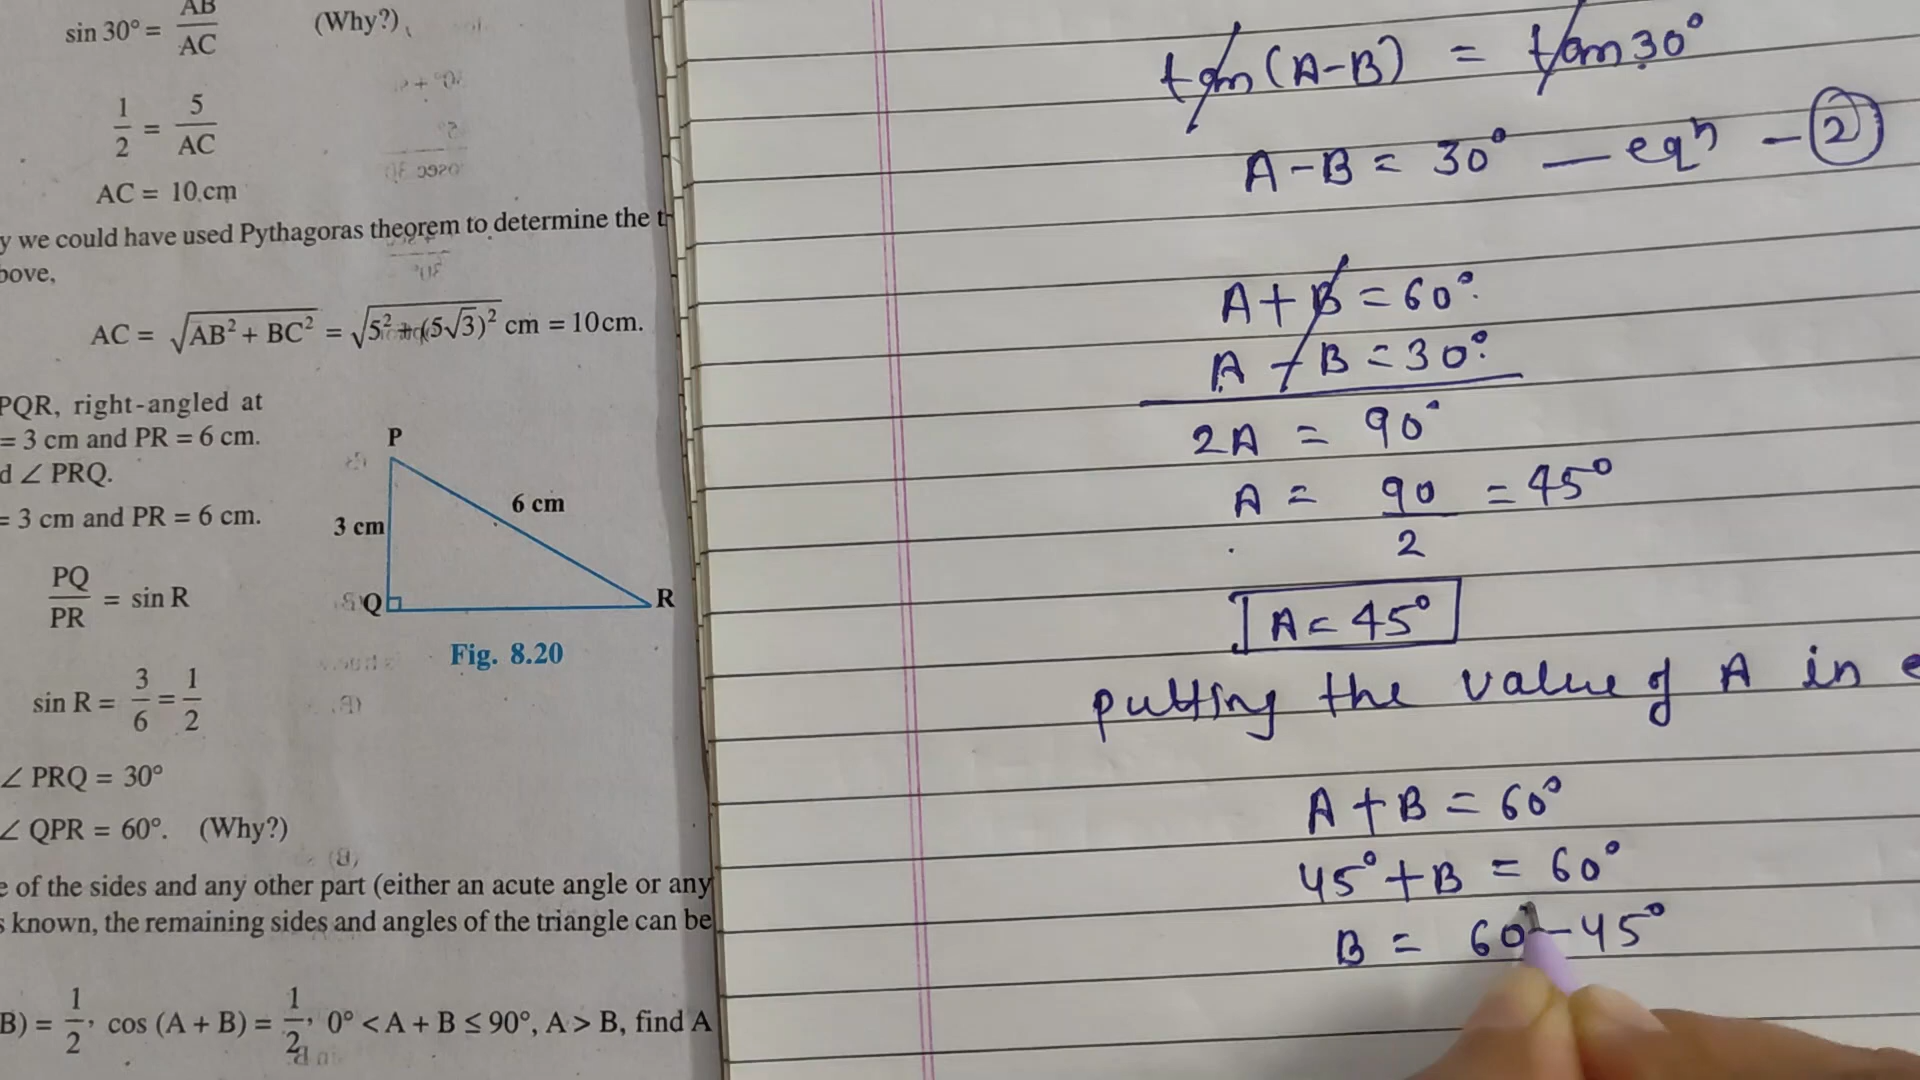 sin 30° = AB/AC (Why?)
1/2 = 5/AC
AC = 10 cm
y we could have used Pythagoras theorem to determine the t
bove,
AC = √(AB² + BC²) = √(5² + (5√3)²) cm = 10cm.
PQR, right-angled at
= 3 cm and PR = 6 cm.
d ∠ PRQ.
= 3 cm and PR = 6 cm.
PQ/PR = sin R
sin R = 3/6 = 1/2
∠ PRQ = 30°
∠ QPR = 60°. (Why?)
P
6 cm
3 cm
Q
R
Fig. 8.20
e of the sides and any other part (either an acute angle or any
s known, the remaining sides and angles of the triangle can be
B) = 1/2, cos (A + B) = 1/2, 0° < A + B ≤ 90°, A > B, find A
tan (A-B) = tan 30°
A-B = 30° — eqn - 2
A + B = 60°
A - B = 30°
2A = 90°
A = 90/2 = 45°
A = 45°
putting the value of A in
A + B = 60°
45° + B = 60°
B = 60° - 45°